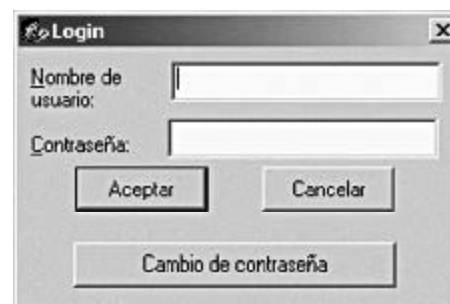 Login
Nombre de
usuario:
Contraseña:
Aceptar
Cancelar
Cambio de contraseña